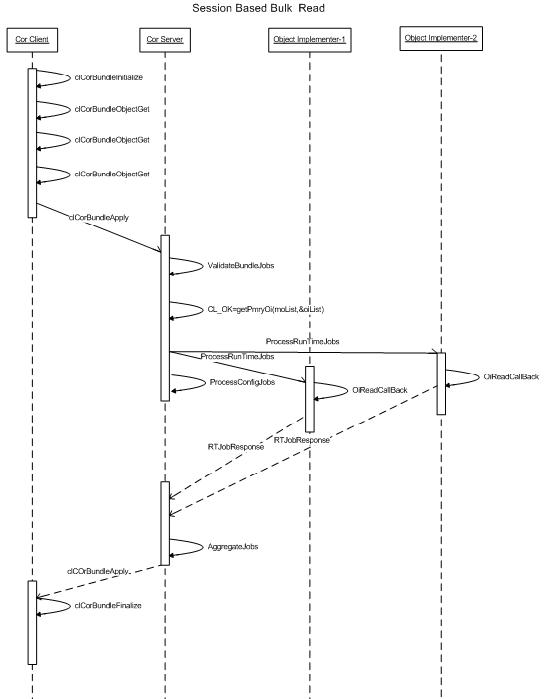 Session Based Bulk Read
Cor Client
Cor Server
Object Implementer-1
Object Implementer-2
clCorBundleInitialize
clCorBundleObjectGet
clCorBundleObjectGet
clCorBundleObjectGet
clCorBundleApply
ValidateBundleJobs
CL_OK=getPmryOi(moList,&oiList)
ProcessRunTimeJobs
ProcessRunTimeJobs
OiReadCallBack
ProcessConfigJobs
OiReadCallBack
RTJobResponse
RTJobResponse
AggregateJobs
clCOrBundleApply
clCorBundleFinalize